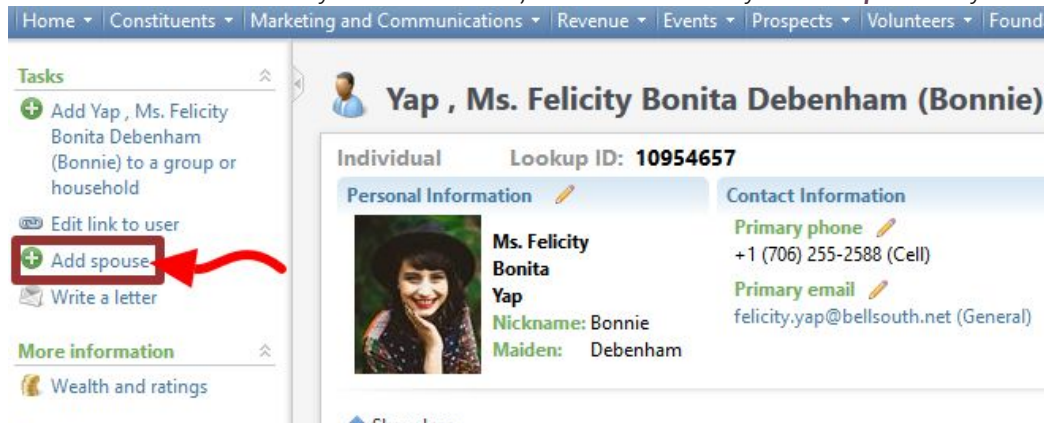 Home Constituents Marketing and Communications Revenue Events Prospects Volunteers Found
Tasks
Add Yap , Ms. Felicity
Bonita Debenham
(Bonnie) to a group or
household
Edit link to user
Add spouse
Write a letter
More information
Wealth and ratings
Yap , Ms. Felicity Bonita Debenham (Bonnie)
Individual Lookup ID: 10954657
Personal Information
Ms. Felicity
Bonita
Yap
Nickname: Bonnie
Maiden: Debenham
Contact Information
Primary phone
+1 (706) 255-2588 (Cell)
Primary email
felicity.yap@bellsouth.net (General)